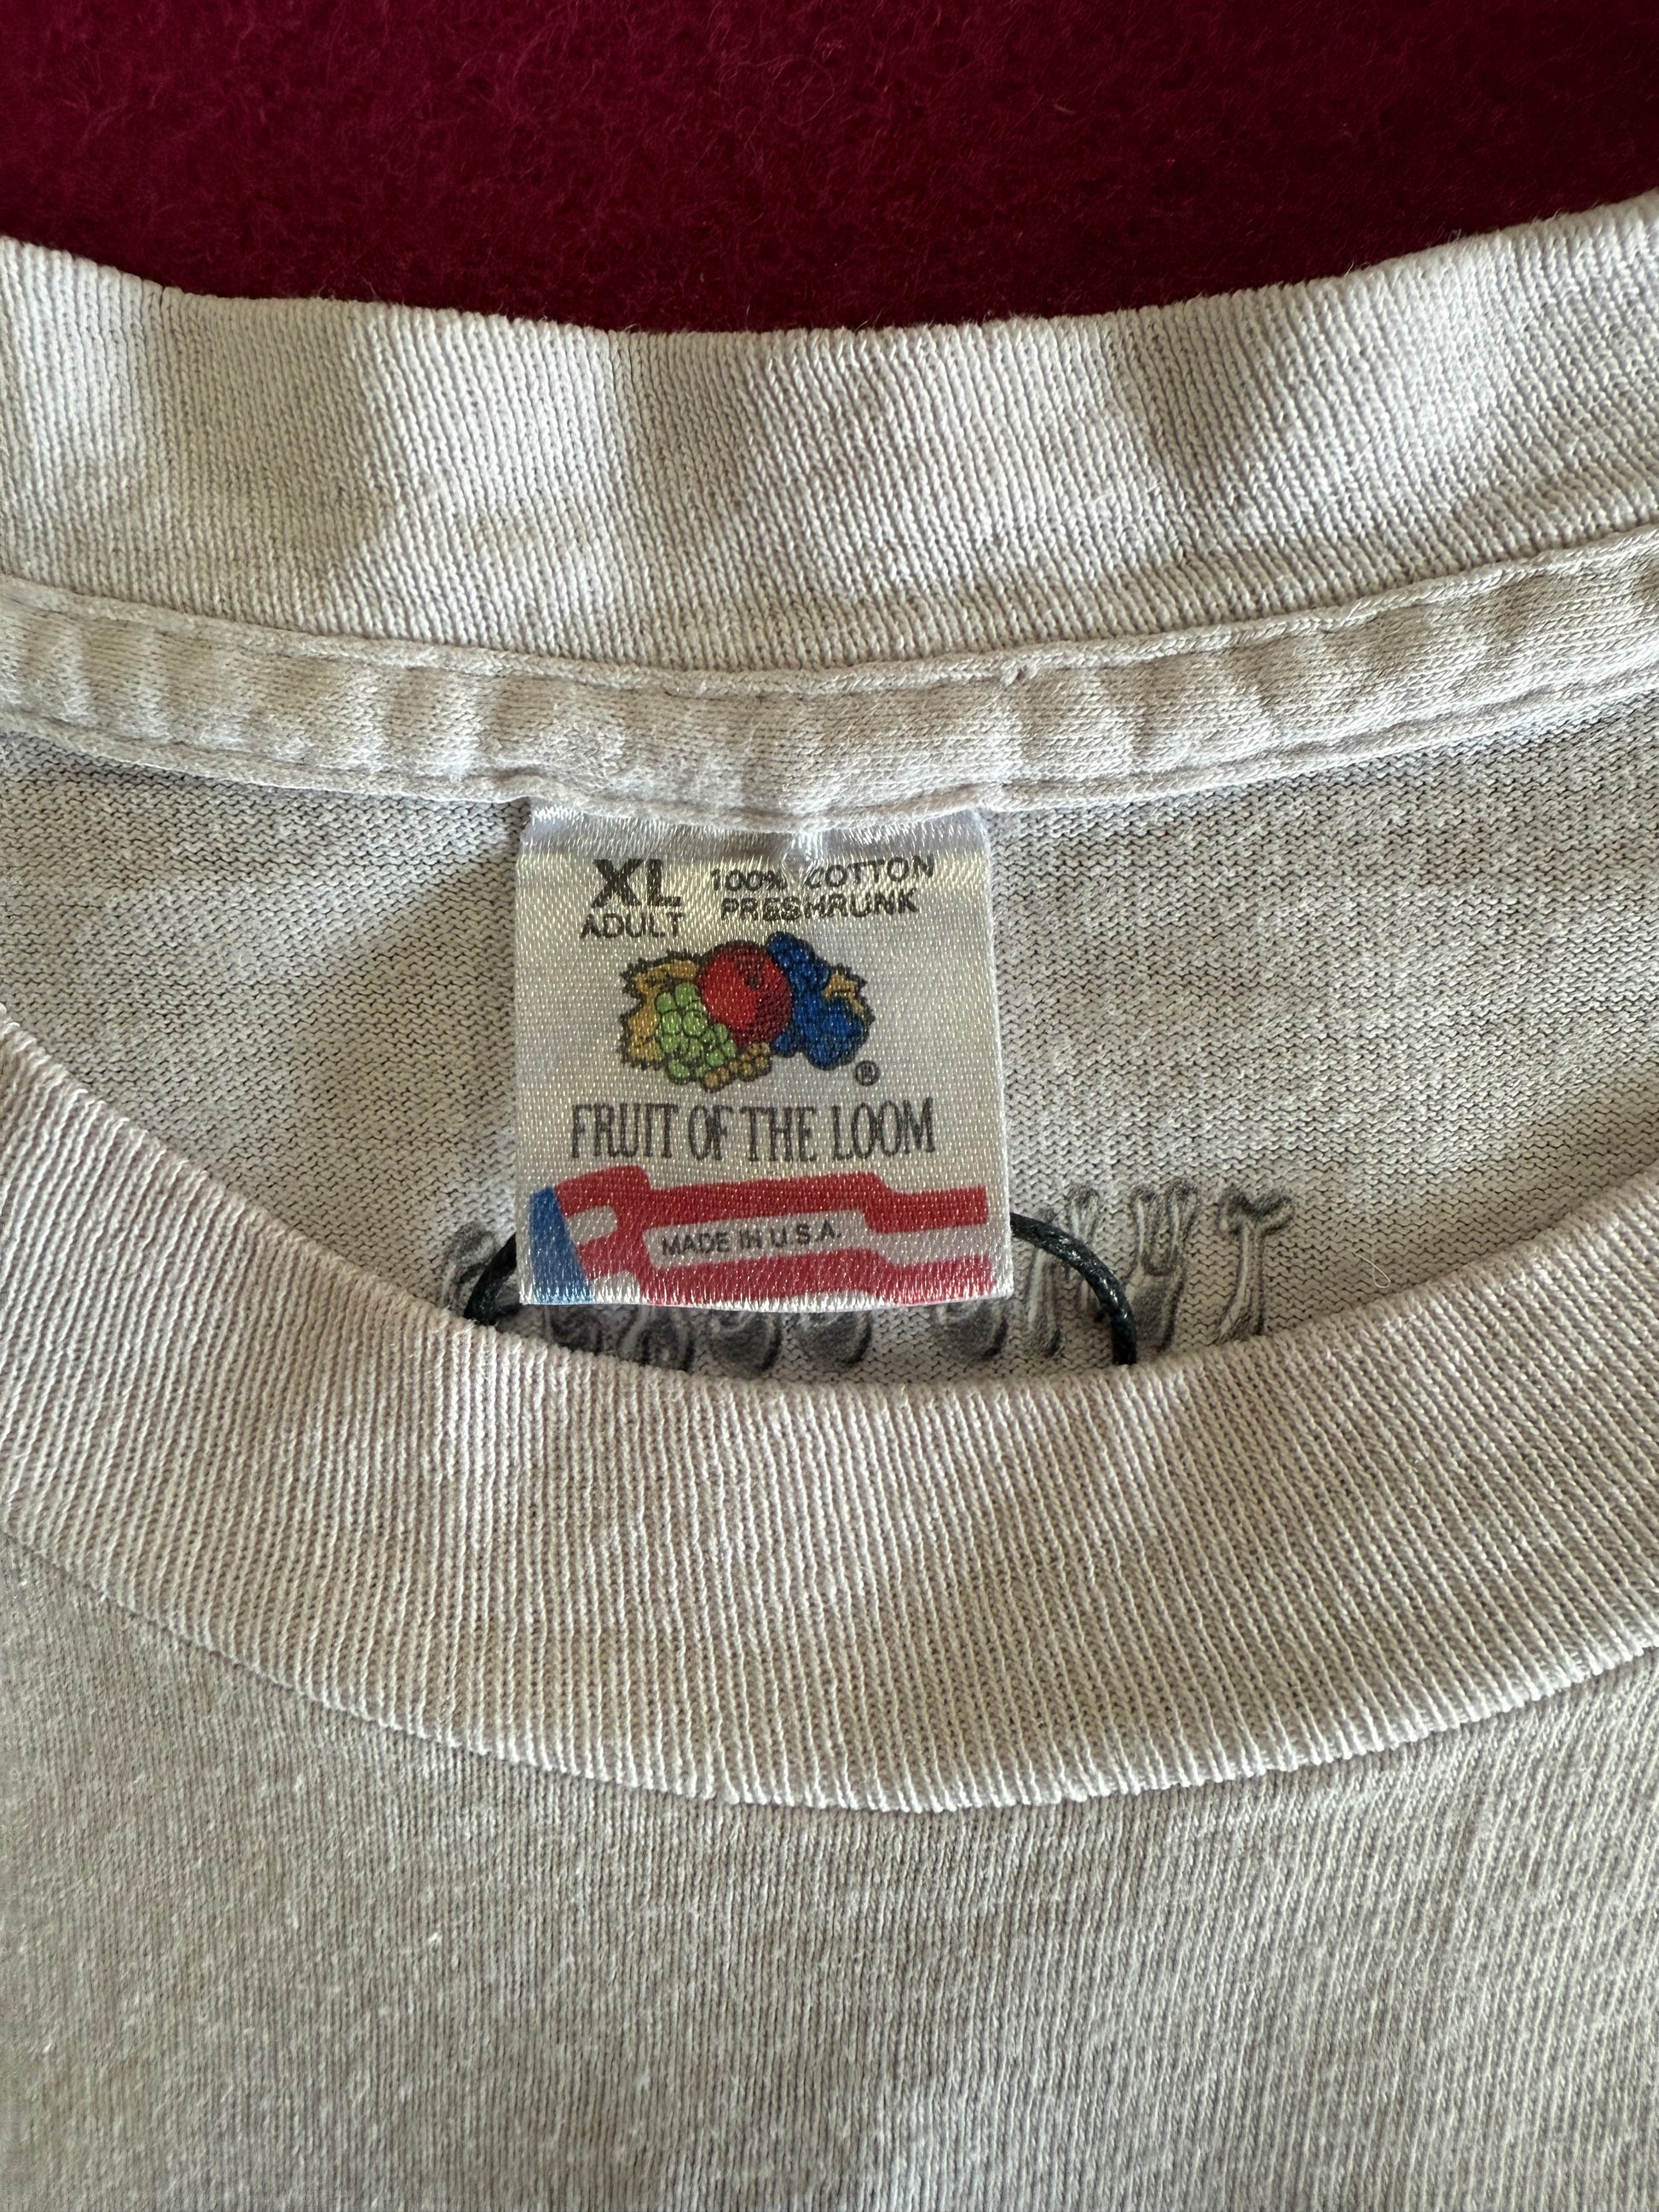 XL 100% COTTON
ADULT PRESHRUNK
®
FRUIT OF THE LOOM
MADE IN U.S.A.